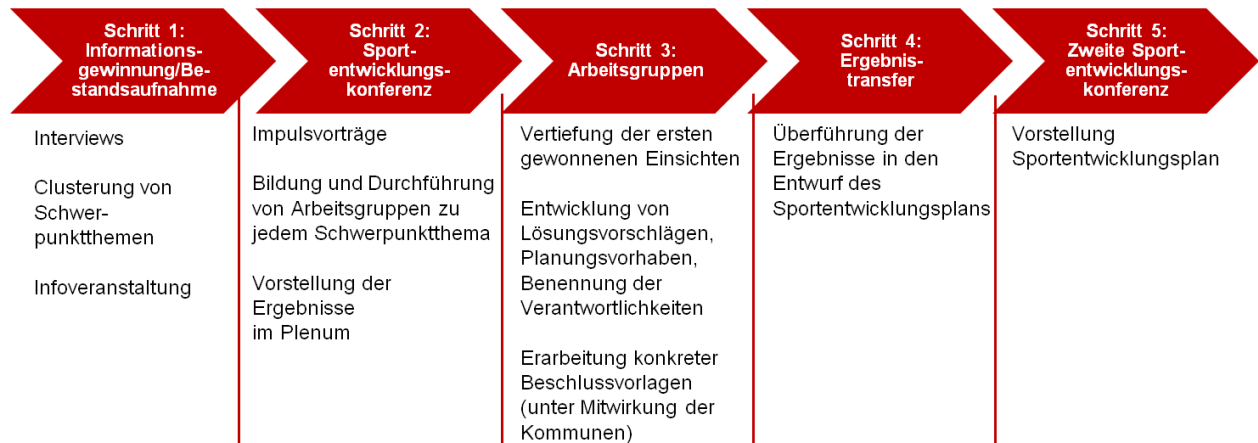 Schritt 1:
Informations-
gewinnung/Be-
standsaufnahme
Schritt 2:
Sport-
entwicklungs-
konferenz
Schritt 3:
Arbeitsgruppen
Schritt 4:
Ergebnis-
transfer
Schritt 5:
Zweite Sport-
entwicklungs-
konferenz
Interviews
Clusterung von
Schwer-
punktthemen
Infoveranstaltung
Impulsvorträge
Bildung und Durchführung
von Arbeitsgruppen zu
jedem Schwerpunktthema
Vorstellung der
Ergebnisse
im Plenum
Vertiefung der ersten
gewonnenen Einsichten
Entwicklung von
Lösungsvorschlägen,
Planungsvorhaben,
Benennung der
Verantwortlichkeiten
Erarbeitung konkreter
Beschlussvorlagen
(unter Mitwirkung der
Kommunen)
Überführung der
Ergebnisse in den
Entwurf des
Sportentwicklungsplans
Vorstellung
Sportentwicklungsplan